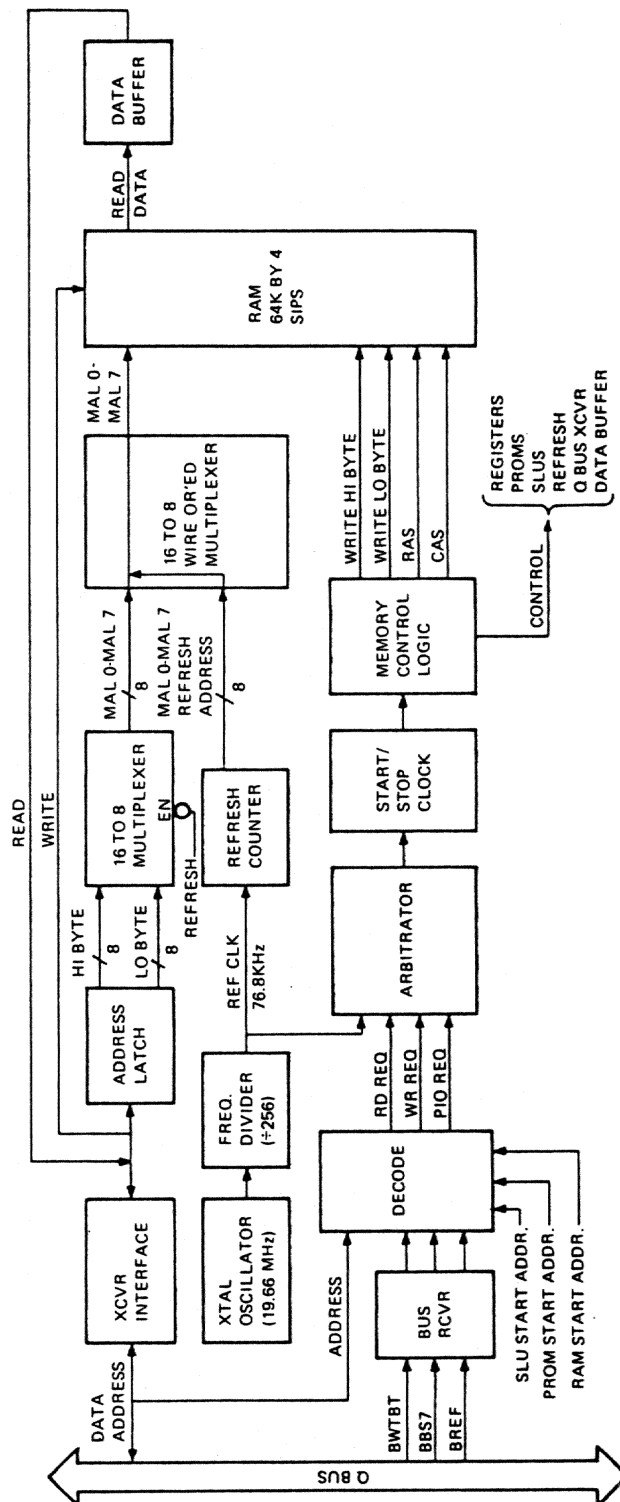 Q BUS
DATA
ADDRESS
XCVR
INTERFACE
READ
WRITE
ADDRESS
LATCH
HI BYTE
8
LO BYTE
8
16 TO 8
MULTIPLEXER
EN
REFRESH
MAL 0-MAL 7
8
MAL 0-MAL 7
REFRESH
ADDRESS
8
16 TO 8
WIRE OR'ED
MULTIPLEXER
MAL 0-
MAL 7
RAM
64K BY 4
SIPS
READ
DATA
DATA
BUFFER
XTAL
OSCILLATOR
(19.66 MHz)
FREQ.
DIVIDER
(÷256)
REF CLK
76.8KHz
REFRESH
COUNTER
ADDRESS
BWTBT
BBS7
BREF
BUS
RCVR
DECODE
SLU START ADDR.
PROM START ADDR.
RAM START ADDR.
RD REQ
WR REQ
PIO REQ
ARBITRATOR
START/
STOP
CLOCK
MEMORY
CONTROL
LOGIC
WRITE HI BYTE
WRITE LO BYTE
RAS
CAS
CONTROL
REGISTERS
PROMS
SLUS
REFRESH
Q BUS XCVR
DATA BUFFER